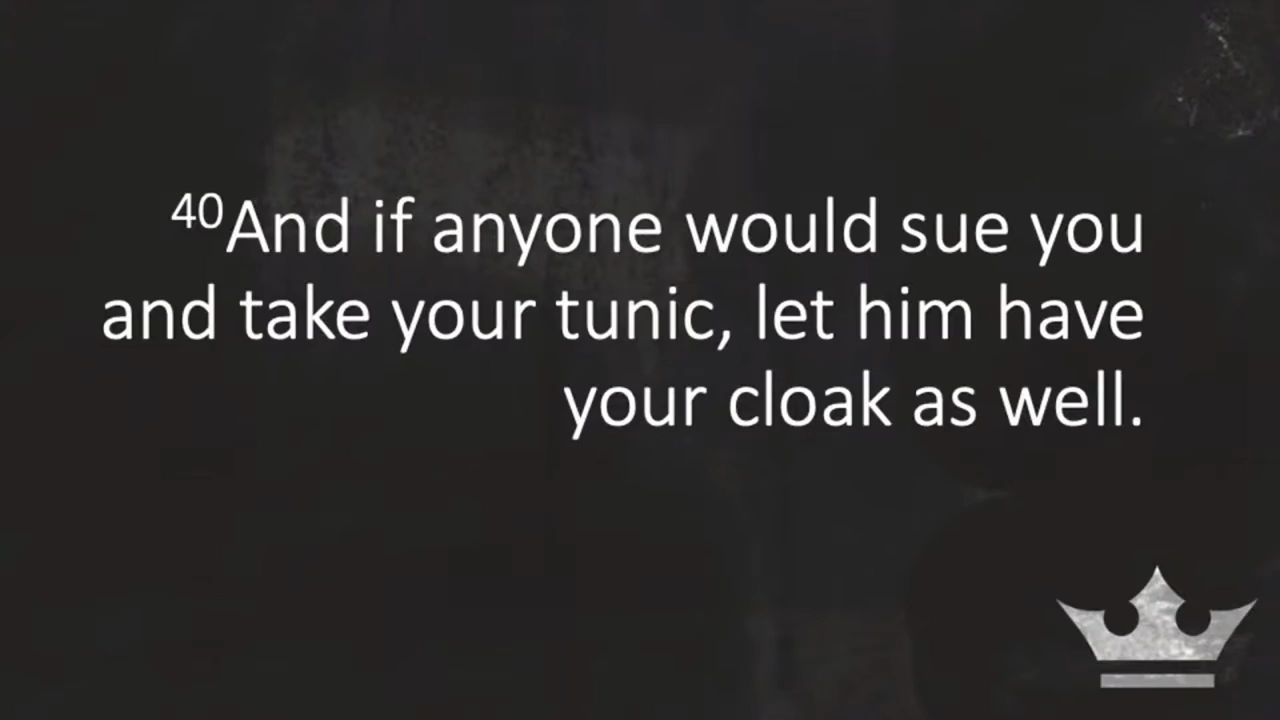 40And if anyone would sue you
and take your tunic, let him have
your cloak as well.